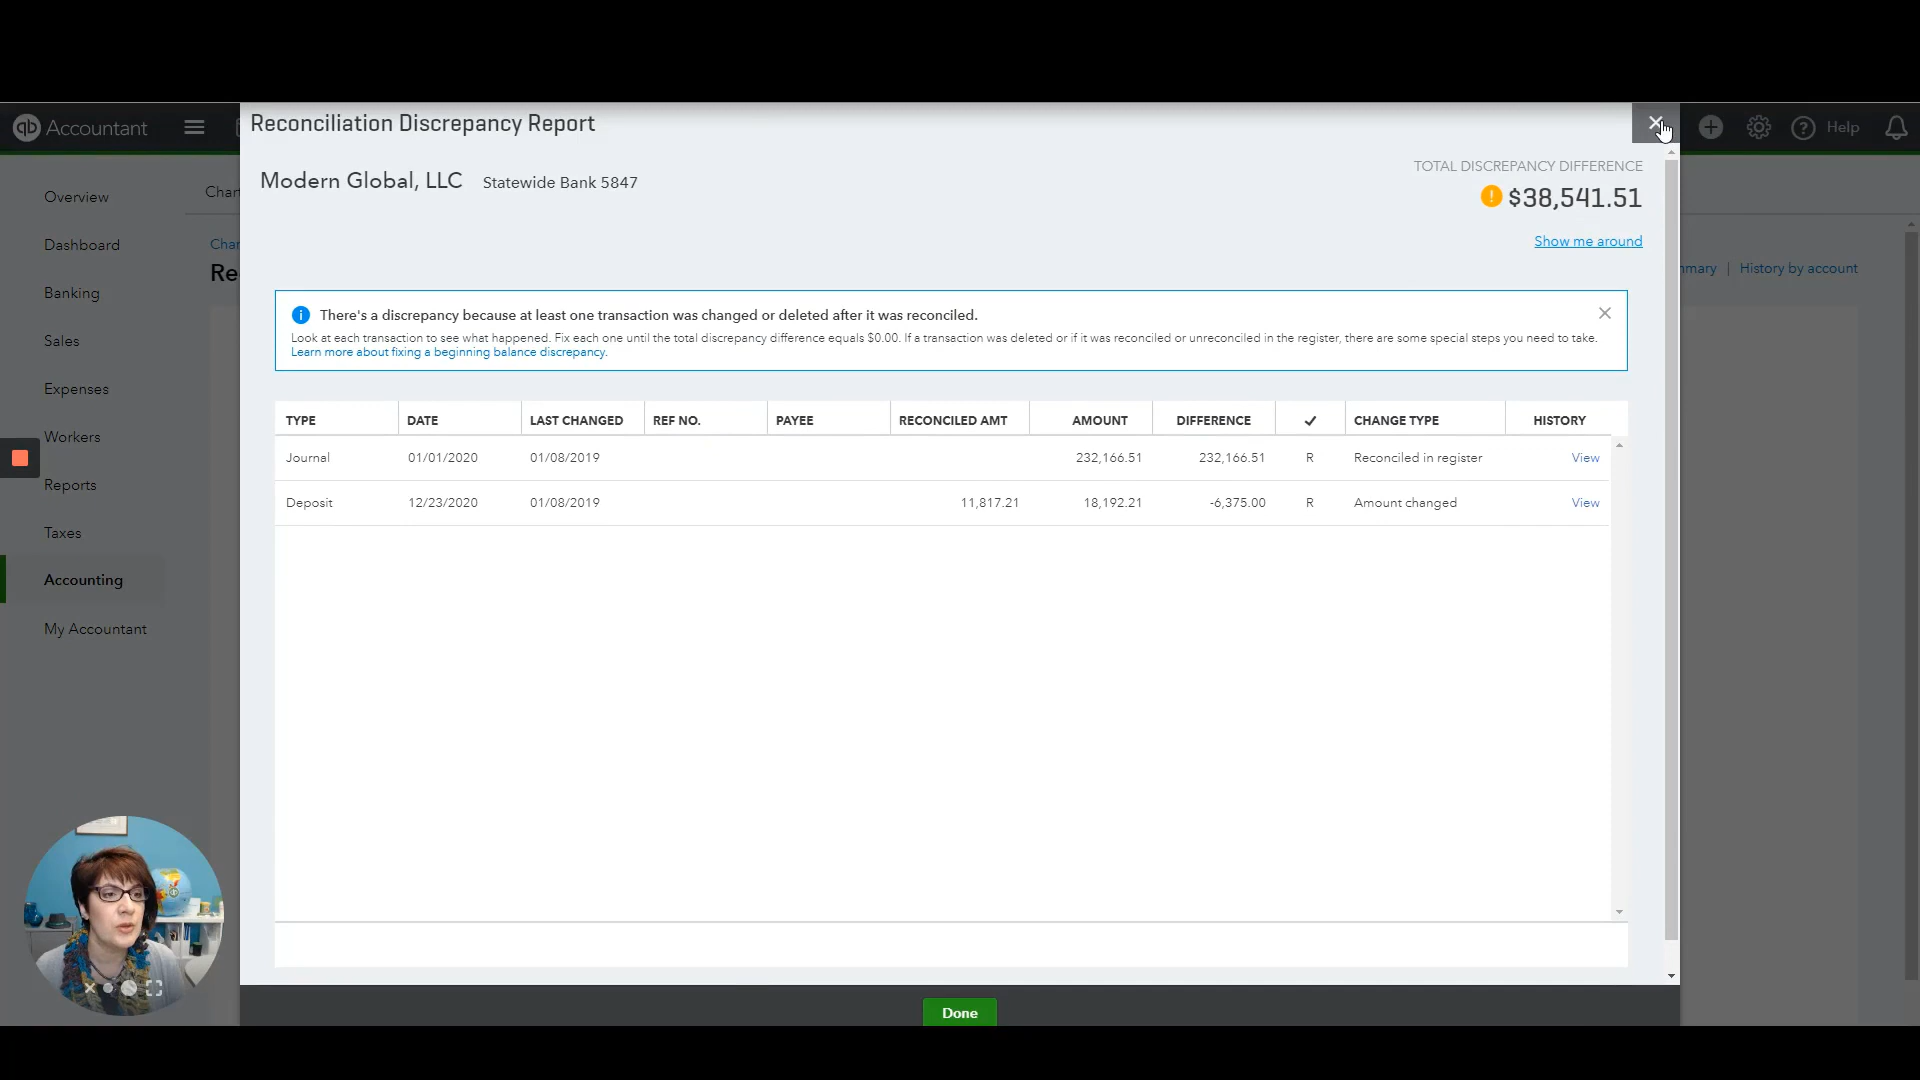 Reconciliation Discrepancy Report
qb Accountant
Help
Modern Global, LLC Statewide Bank 5847
TOTAL DISCREPANCY DIFFERENCE
! $38,541.51
Show me around
Overview
Dashboard
Banking
Sales
Expenses
Workers
Reports
Taxes
Accounting
My Accountant
Char
Char
Re
mmary | History by account
There's a discrepancy because at least one transaction was changed or deleted after it was reconciled.
Look at each transaction to see what happened. Fix each one until the total discrepancy difference equals $0.00. If a transaction was deleted or if it was reconciled or unreconciled in the register, there are some special steps you need to take.
Learn more about fixing a beginning balance discrepancy.
TYPE DATE LAST CHANGED REF NO. PAYEE RECONCILED AMT AMOUNT DIFFERENCE ✓ CHANGE TYPE HISTORY
Journal 01/01/2020 01/08/2019 232,166.51 232,166.51 R Reconciled in register View
Deposit 12/23/2020 01/08/2019 11,817.21 18,192.21 -6,375.00 R Amount changed View
Done